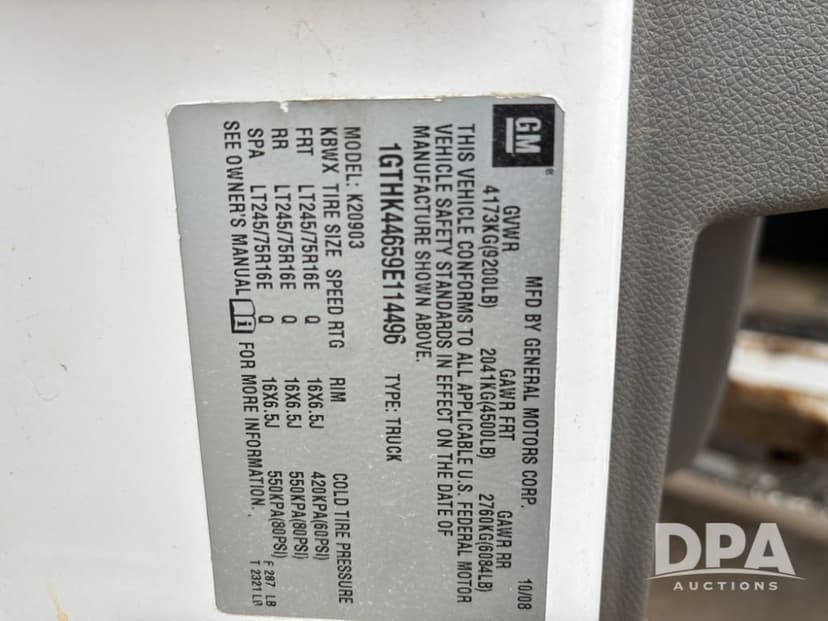 GM®
MFD BY GENERAL MOTORS CORP. 10/08
GVWR GAWR FRT GAWR RR
4173KG(9200LB) 2041KG(4500LB) 2760KG(6084LB)
THIS VEHICLE CONFORMS TO ALL APPLICABLE U.S. FEDERAL MOTOR
VEHICLE SAFETY STANDARDS IN EFFECT ON THE DATE OF
MANUFACTURE SHOWN ABOVE.
1GTHK44659E114496 TYPE: TRUCK
MODEL: K20903
KBWX TIRE SIZE SPEED RTG RIM COLD TIRE PRESSURE
FRT LT245/75R16E Q 16X6.5J 420KPA(60PSI)
RR LT245/75R16E Q 16X6.5J 550KPA(80PSI)
SPA LT245/75R16E Q 16X6.5J 550KPA(80PSI)
SEE OWNER'S MANUAL i FOR MORE INFORMATION.
F 287 LB
T 2321 LB
DPA
AUCTIONS